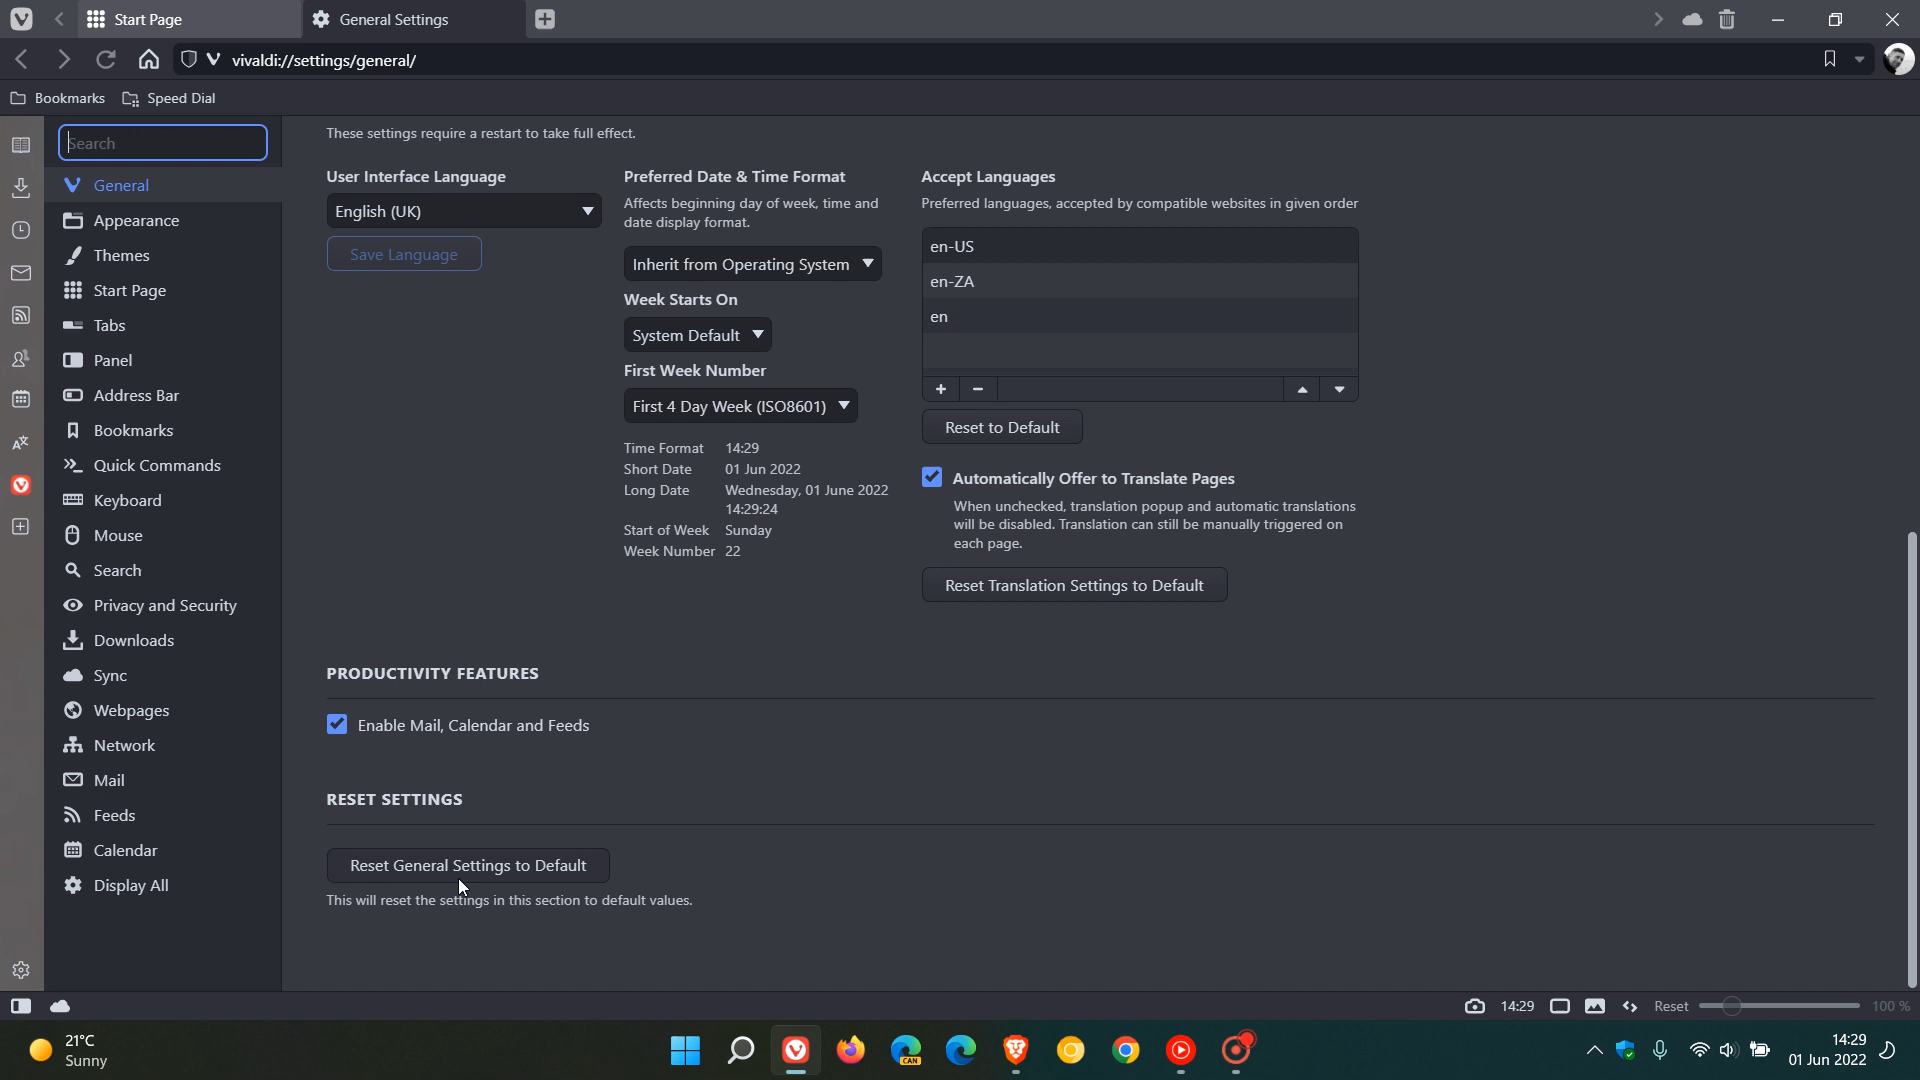 Start Page
General Settings
vivaldi://settings/general/
Bookmarks
Speed Dial
Search
General
Appearance
Themes
Start Page
Tabs
Panel
Address Bar
Bookmarks
Quick Commands
Keyboard
Mouse
Search
Privacy and Security
Downloads
Sync
Webpages
Network
Mail
Feeds
Calendar
Display All
These settings require a restart to take full effect.
User Interface Language
English (UK)
Save Language
Preferred Date & Time Format
Affects beginning day of week, time and
date display format.
Inherit from Operating System
Week Starts On
System Default
First Week Number
First 4 Day Week (ISO8601)
Time Format 14:29
Short Date 01 Jun 2022
Long Date Wednesday, 01 June 2022
14:29:24
Start of Week Sunday
Week Number 22
Accept Languages
Preferred languages, accepted by compatible websites in given order
en-US
en-ZA
en
Reset to Default
Automatically Offer to Translate Pages
When unchecked, translation popup and automatic translations
will be disabled. Translation can still be manually triggered on
each page.
Reset Translation Settings to Default
PRODUCTIVITY FEATURES
Enable Mail, Calendar and Feeds
RESET SETTINGS
Reset General Settings to Default
This will reset the settings in this section to default values.
14:29
Reset
100 %
21°C
Sunny
CAN
14:29
01 Jun 2022